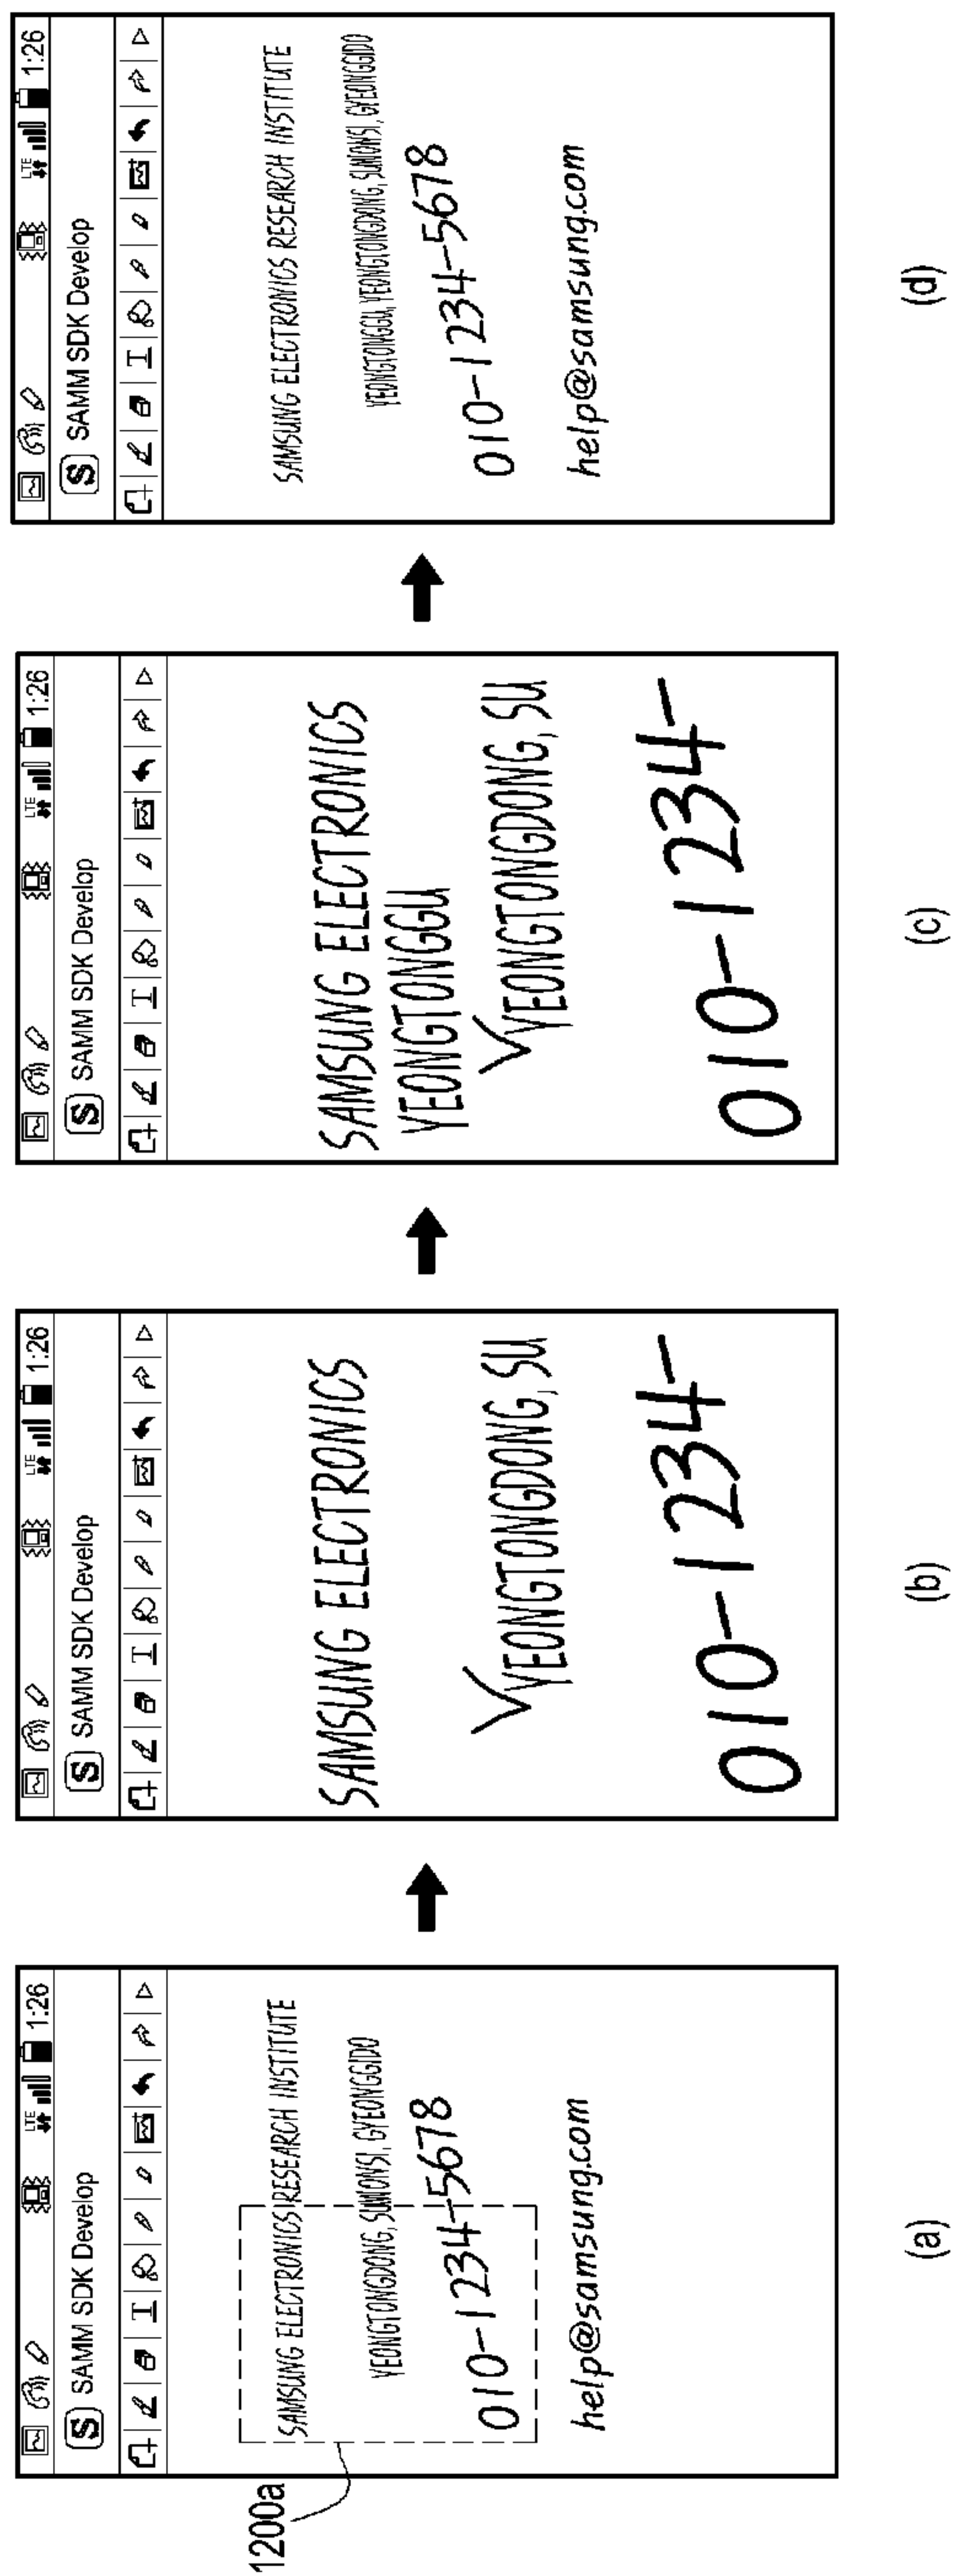 1200a
LTE 1:26
SAMM SDK Develop
T
SAMSUNG ELECTRONICS RESEARCH INSTITUTE
YEONGTONGDONG, SUWONSI, GYEONGGIDO
010-1234-5678
help@samsung.com
(a)
LTE 1:26
SAMM SDK Develop
T
SAMSUNG ELECTRONICS
YEONGTONGDONG, SU
010-1234-
(b)
LTE 1:26
SAMM SDK Develop
T
SAMSUNG ELECTRONICS
YEONGTONGGU
YEONGTONGDONG, SU
010-1234-
(c)
LTE 1:26
SAMM SDK Develop
T
SAMSUNG ELECTRONICS RESEARCH INSTITUTE
YEONGTONGGU, YEONGTONGDONG, SUWONSI, GYEONGGIDO
010-1234-5678
help@samsung.com
(d)